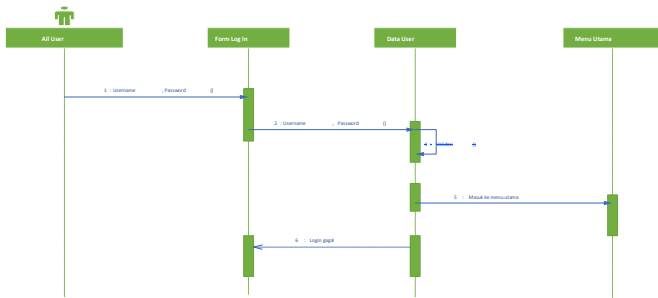 All User
Form Log In
Data User
Menu Utama
1 : Username , Password ()
2 : Username , Password ()
5 : Masuk ke menu utama
6 : Login gagal